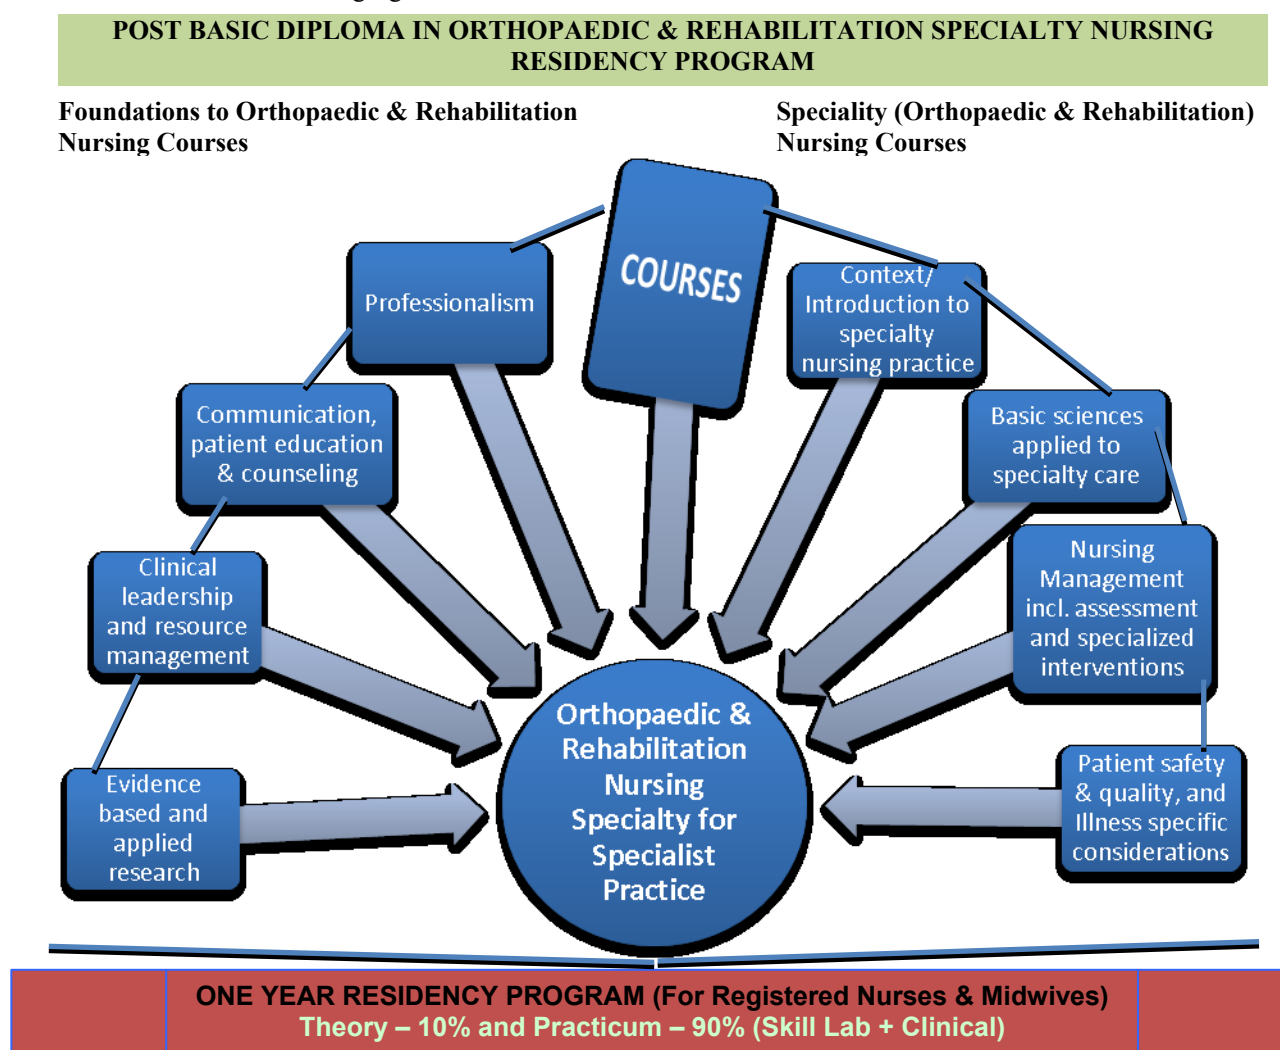 POST BASIC DIPLOMA IN ORTHOPAEDIC & REHABILITATION SPECIALTY NURSING
RESIDENCY PROGRAM
Foundations to Orthopaedic & Rehabilitation
Nursing Courses
Speciality (Orthopaedic & Rehabilitation)
Nursing Courses
COURSES
Professionalism
Communication,
patient education
& counseling
Clinical
leadership
and resource
management
Evidence
based and
applied
research
Context/
Introduction to
specialty
nursing practice
Basic sciences
applied to
specialty care
Nursing
Management
incl. assessment
and specialized
interventions
Patient safety
& quality, and
Illness specific
considerations
Orthopaedic &
Rehabilitation
Nursing
Specialty for
Specialist
Practice
ONE YEAR RESIDENCY PROGRAM (For Registered Nurses & Midwives)
Theory – 10% and Practicum – 90% (Skill Lab + Clinical)